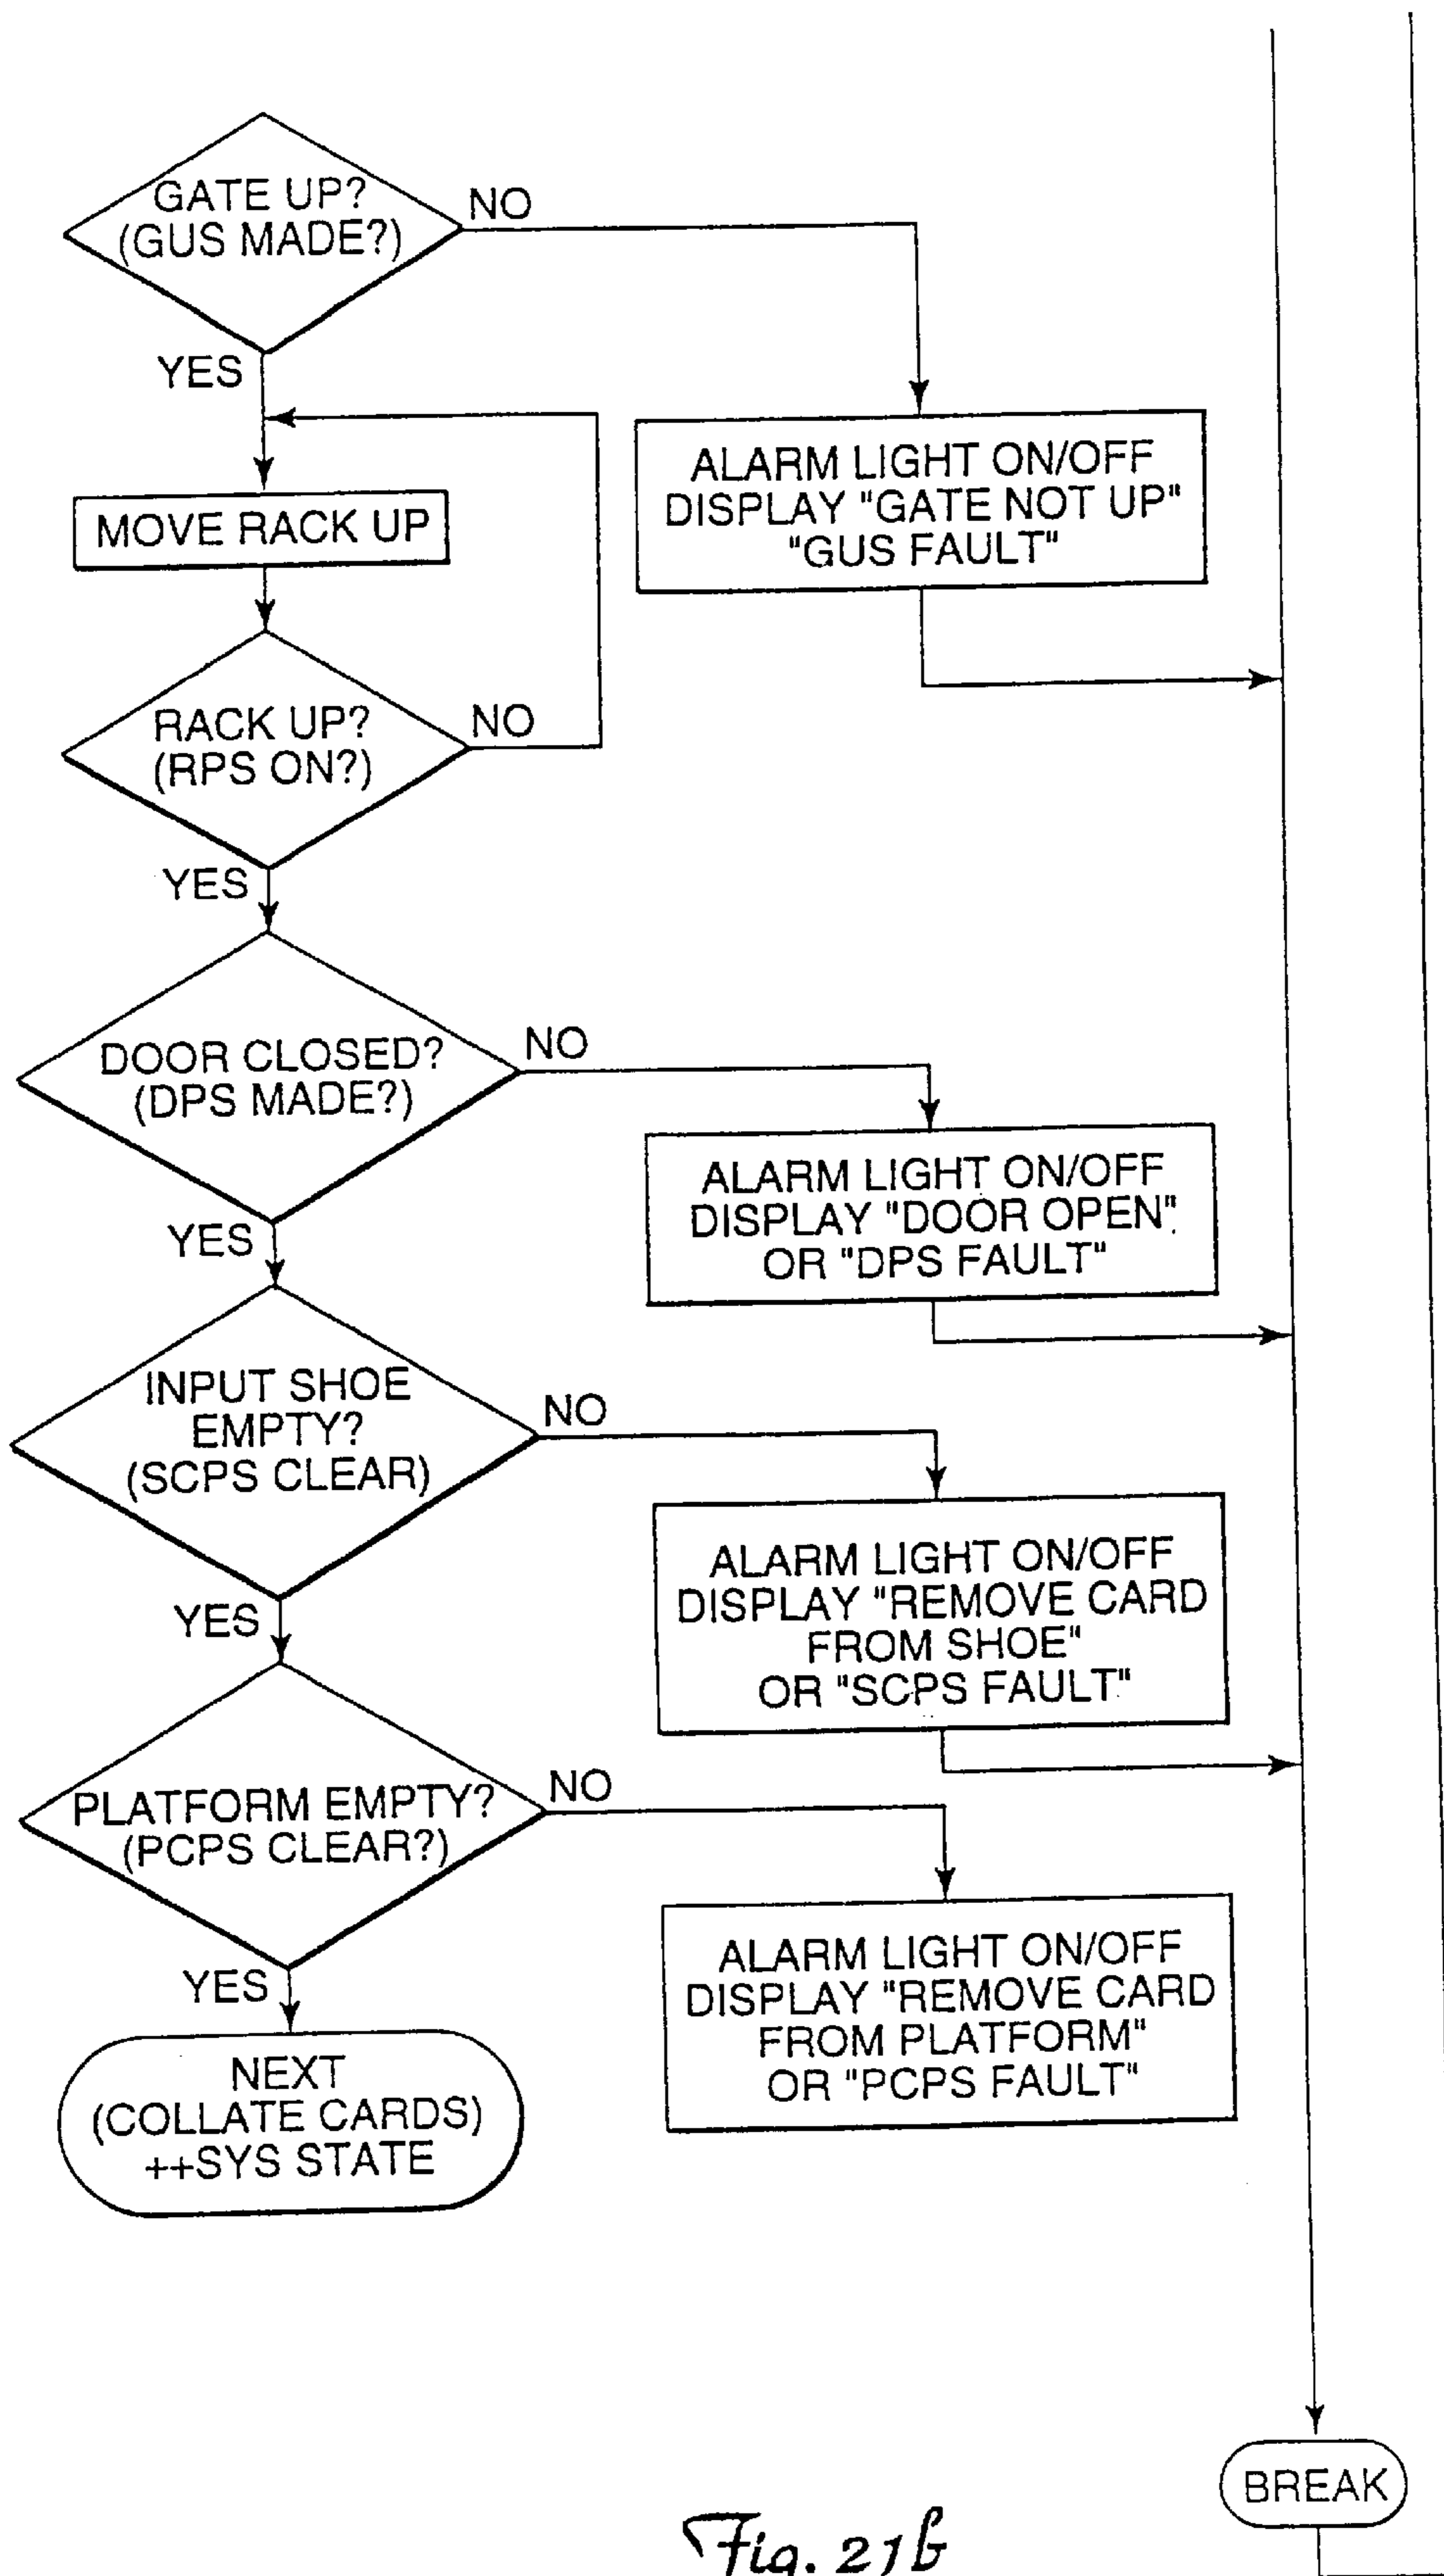 GATE UP?
(GUS MADE?)
NO
YES
ALARM LIGHT ON/OFF
DISPLAY "GATE NOT UP"
"GUS FAULT"
MOVE RACK UP
RACK UP?
(RPS ON?)
NO
YES
DOOR CLOSED?
(DPS MADE?)
NO
YES
ALARM LIGHT ON/OFF
DISPLAY "DOOR OPEN"
OR "DPS FAULT"
INPUT SHOE
EMPTY?
(SCPS CLEAR)
NO
YES
ALARM LIGHT ON/OFF
DISPLAY "REMOVE CARD
FROM SHOE"
OR "SCPS FAULT"
PLATFORM EMPTY?
(PCPS CLEAR?)
NO
YES
ALARM LIGHT ON/OFF
DISPLAY "REMOVE CARD
FROM PLATFORM"
OR "PCPS FAULT"
NEXT
(COLLATE CARDS)
++SYS STATE
BREAK
Fig. 21b